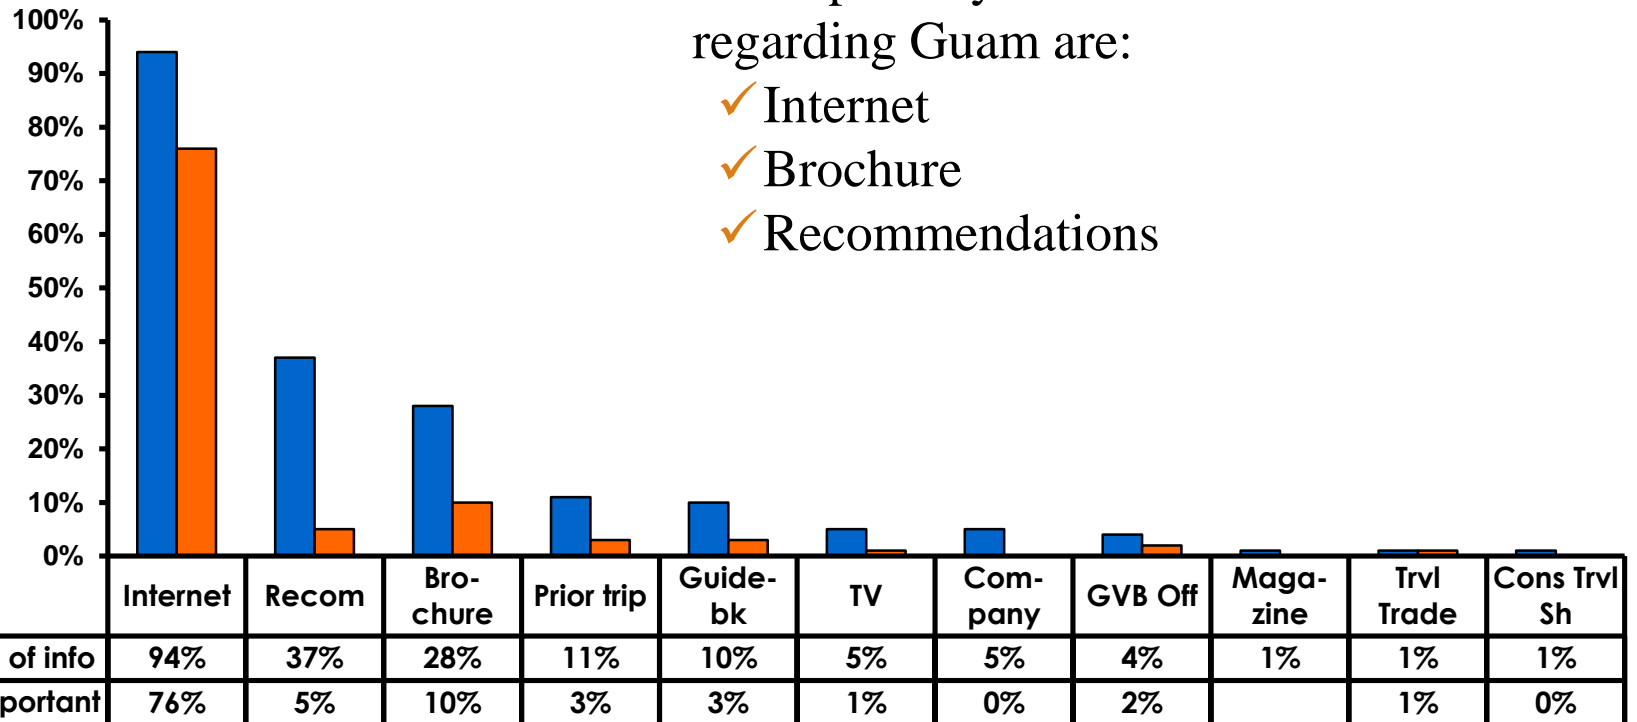 regarding Guam are:
✓Internet
✓Brochure
✓Recommendations
100%
90%
80%
70%
60%
50%
40%
30%
20%
10%
0%
Internet Recom Bro-chure Prior trip Guide-bk TV Com-pany GVB Off Maga-zine Trvl Trade Cons Trvl Sh
of info 94% 37% 28% 11% 10% 5% 5% 4% 1% 1% 1%
portant 76% 5% 10% 3% 3% 1% 0% 2% 1% 0%